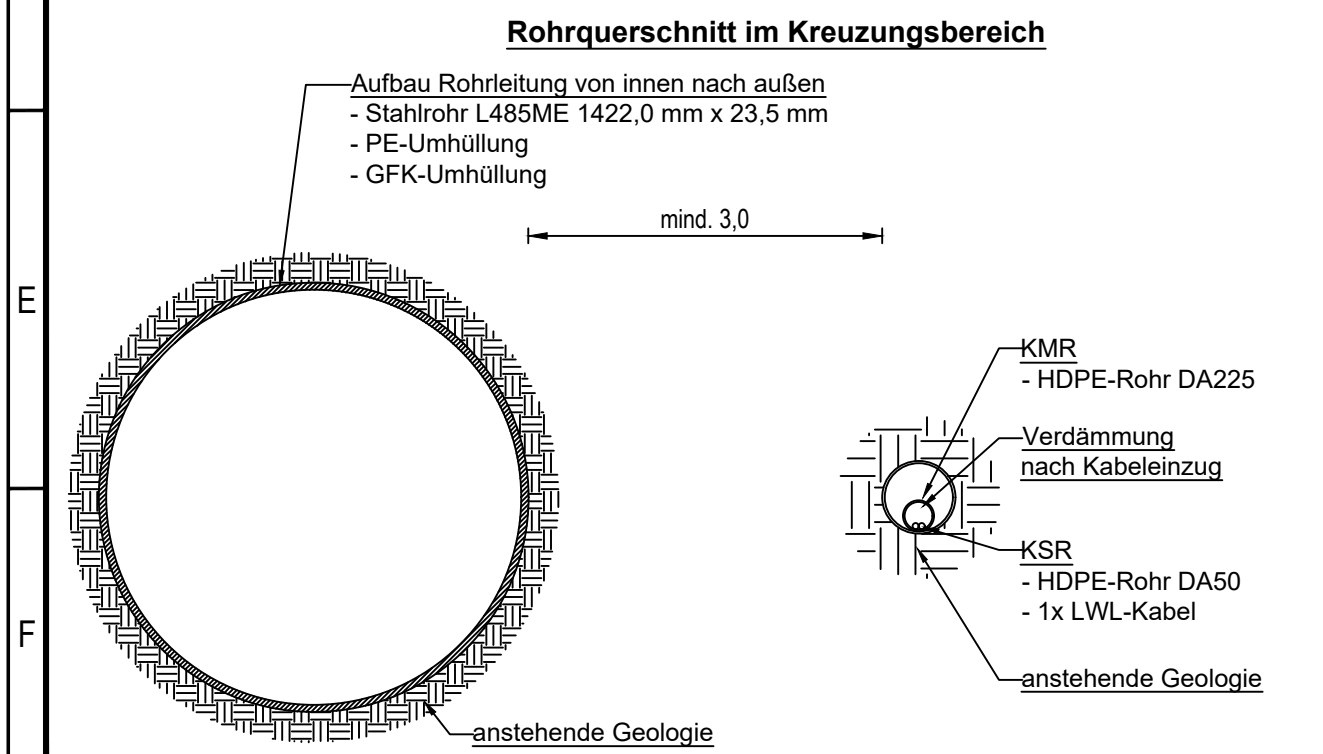 Rohrquerschnitt im Kreuzungsbereich
Aufbau Rohrleitung von innen nach außen
- Stahlrohr L485ME 1422,0 mm x 23,5 mm
- PE-Umhüllung
- GFK-Umhüllung
mind. 3,0
E
KMR
- HDPE-Rohr DA225
Verdämmung
nach Kabeleinzug
KSR
- HDPE-Rohr DA50
- 1x LWL-Kabel
F
anstehende Geologie
anstehende Geologie